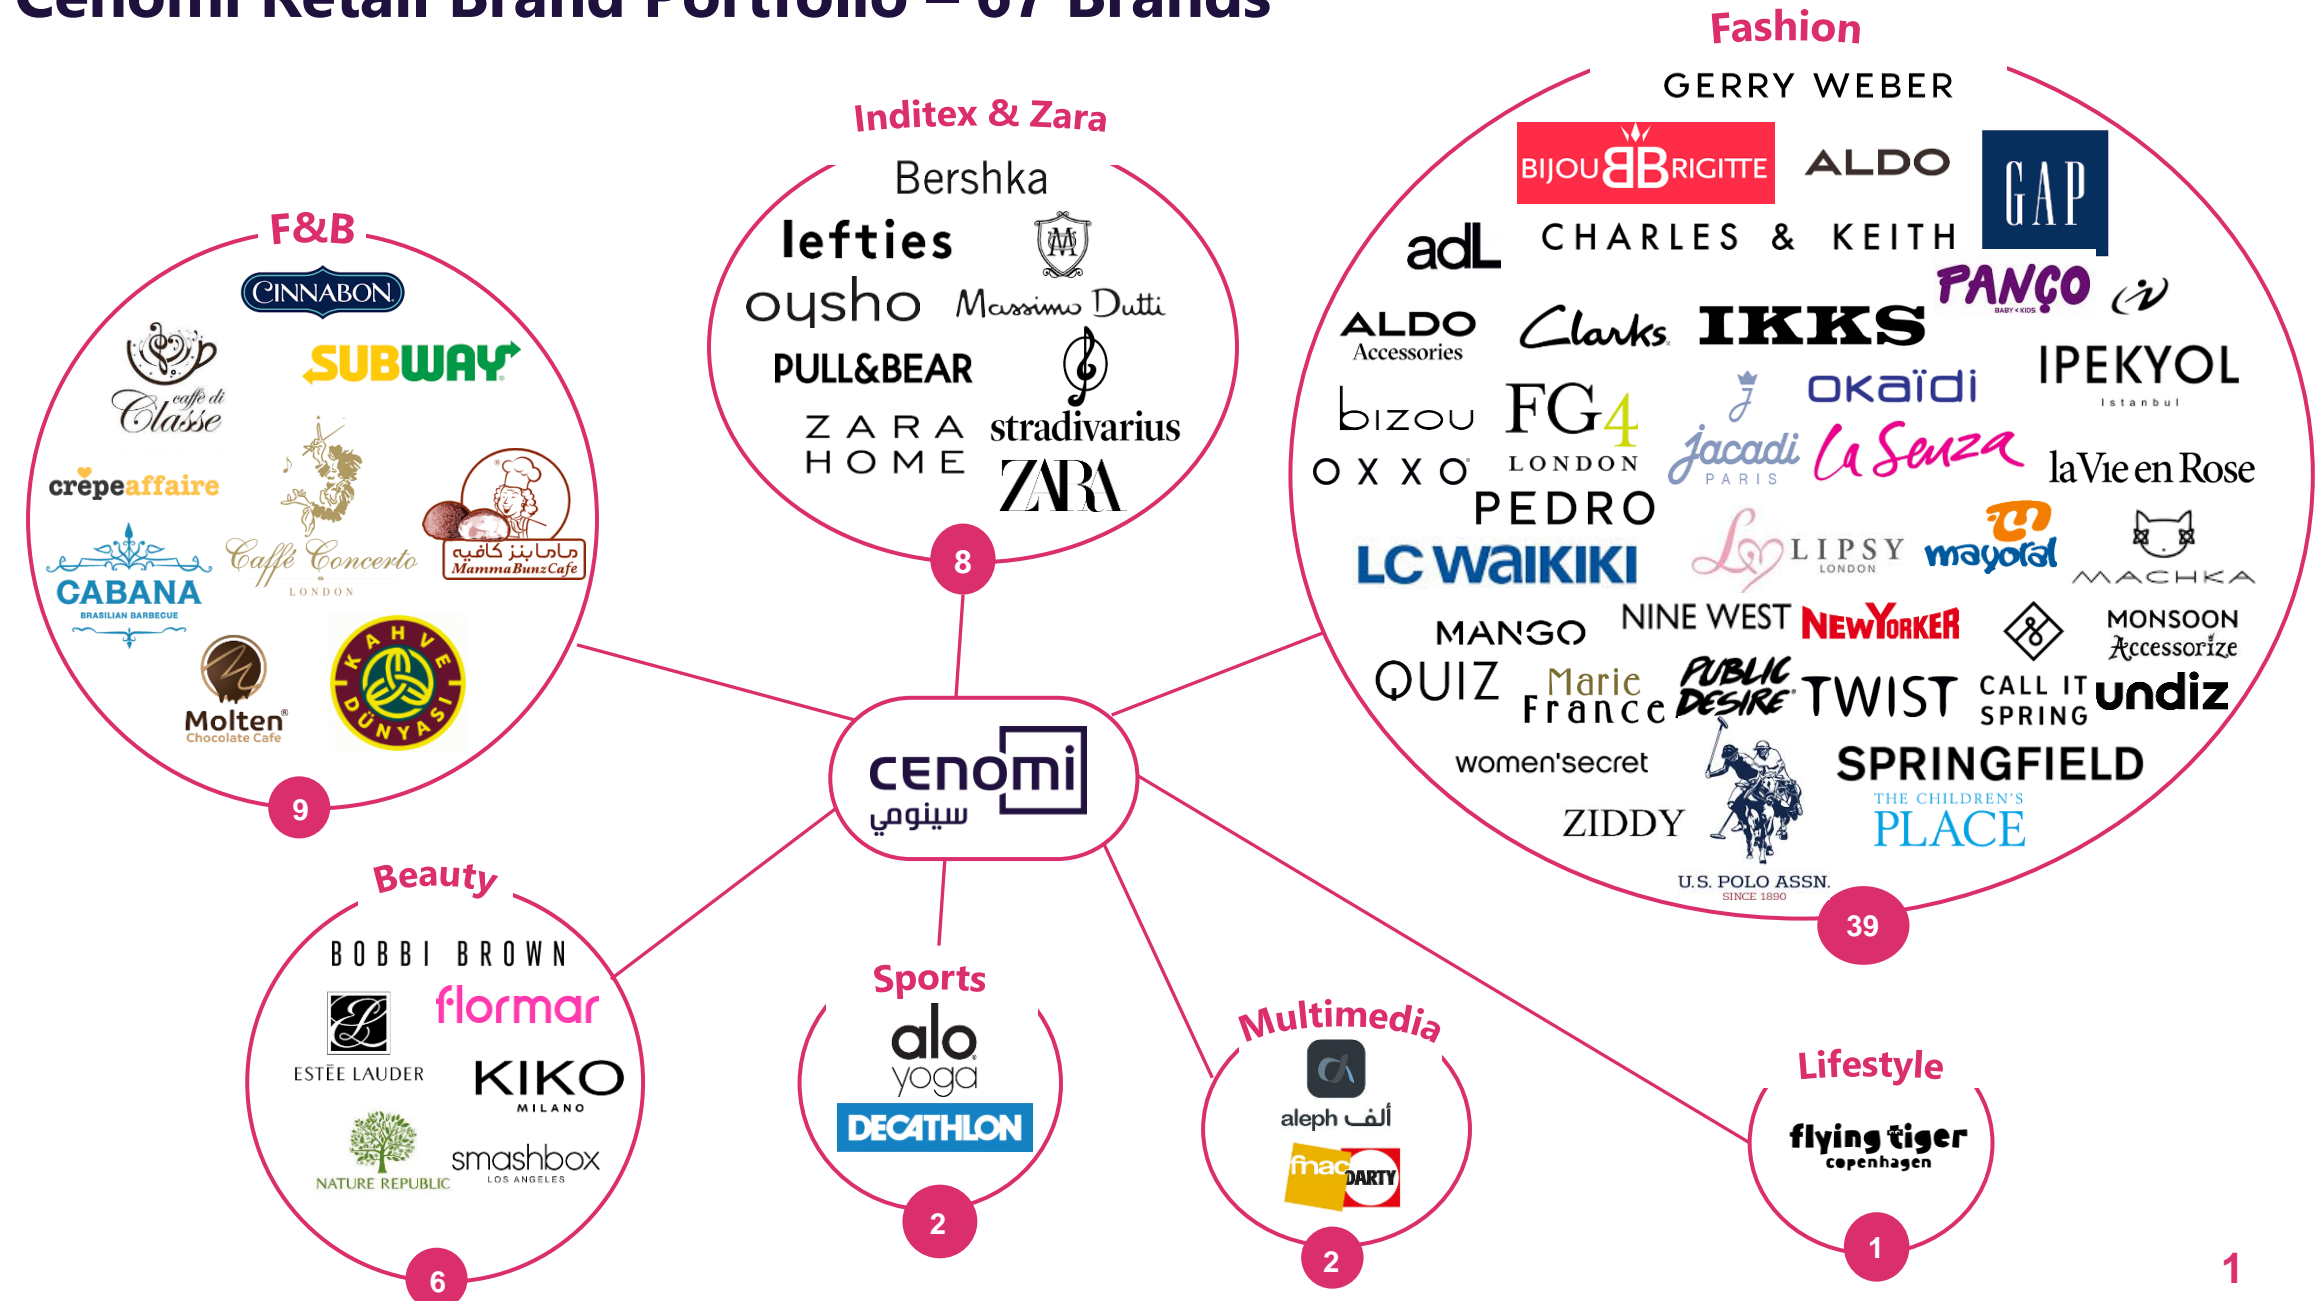 Cenomi Retail Brand Portfolio – 67 Brands
F&B
CINNABON
caffè di
Classe
SUBWAY
crêpeaffaire
Caffé Concerto
LONDON
ماما بنز كافيه
MammaBunzCafe
CABANA
BRASILIAN BARBECUE
Molten
Chocolate Cafe
KAHVE
DÜNYASI
9
Inditex & Zara
Bershka
lefties
oysho
Massimo Dutti
PULL&BEAR
ZARA
HOME
stradivarius
ZARA
8
Fashion
GERRY WEBER
BIJOU BRIGITTE
ALDO
GAP
adL
CHARLES & KEITH
PANÇO
BABY KIDS
ALDO
Accessories
Clarks
IKKS
IPEKYOL
Istanbul
bizou
FG4
LONDON
jacadi
PARIS
oKaïdi
La Senza
la Vie en Rose
OXXO
PEDRO
LC WAIKIKI
LIPSY
LONDON
mayoral
MACHKA
MANGO
NINE WEST
NEWYORKER
MONSOON
Accessorize
QUIZ
Marie
France
PUBLIC
DESIRE
TWIST
CALL IT
SPRING
undiz
women'secret
SPRINGFIELD
ZIDDY
THE CHILDREN'S
PLACE
U.S. POLO ASSN.
SINCE 1890
39
cenomi
سينومي
Beauty
BOBBI BROWN
flormar
ESTĒE LAUDER
KIKO
MILANO
NATURE REPUBLIC
smashbox
LOS ANGELES
6
Sports
alo
yoga
DECATHLON
2
Multimedia
aleph ألف
fnac
DARTY
2
Lifestyle
flying tiger
copenhagen
1
1